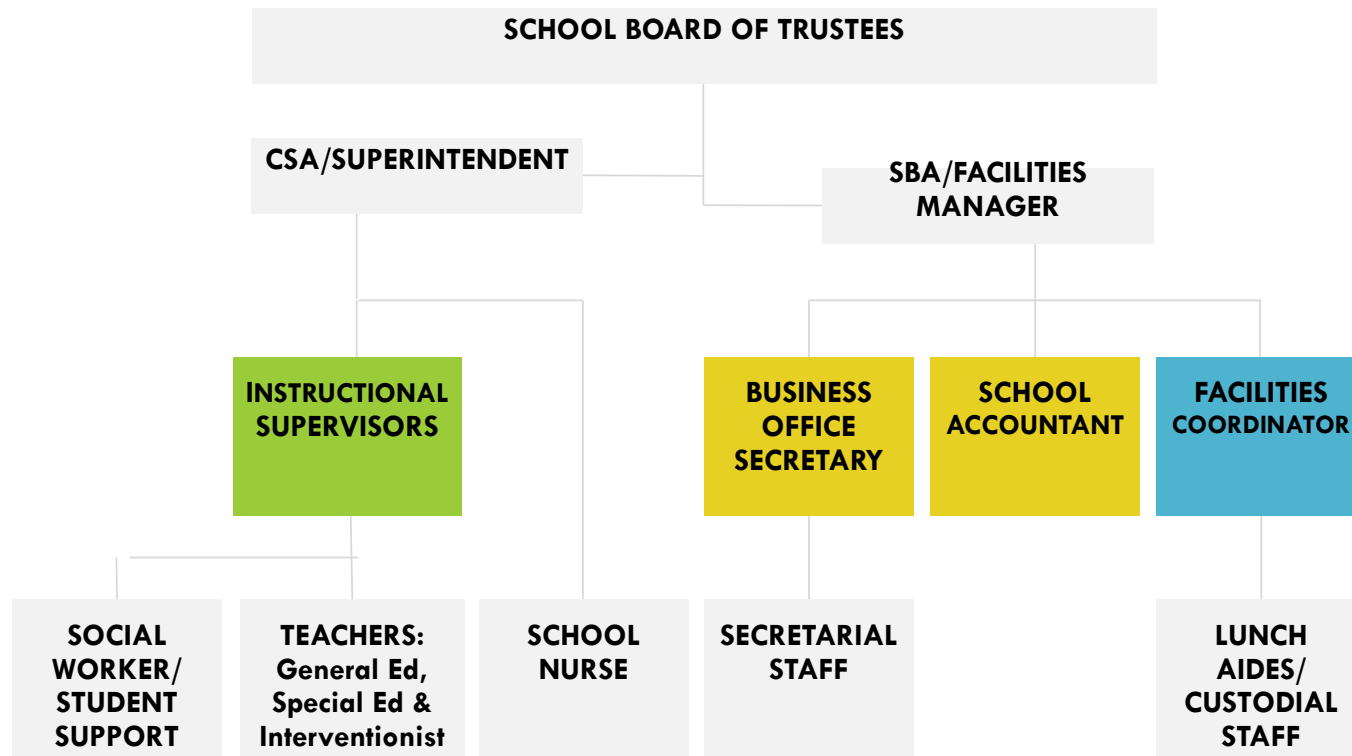 SCHOOL BOARD OF TRUSTEES
CSA/SUPERINTENDENT
SBA/FACILITIES
MANAGER
INSTRUCTIONAL
SUPERVISORS
BUSINESS
OFFICE
SECRETARY
SCHOOL
ACCOUNTANT
FACILITIES
COORDINATOR
SOCIAL
WORKER/
STUDENT
SUPPORT
TEACHERS:
General Ed,
Special Ed &
Interventionist
SCHOOL
NURSE
SECRETARIAL
STAFF
LUNCH
AIDES/
CUSTODIAL
STAFF